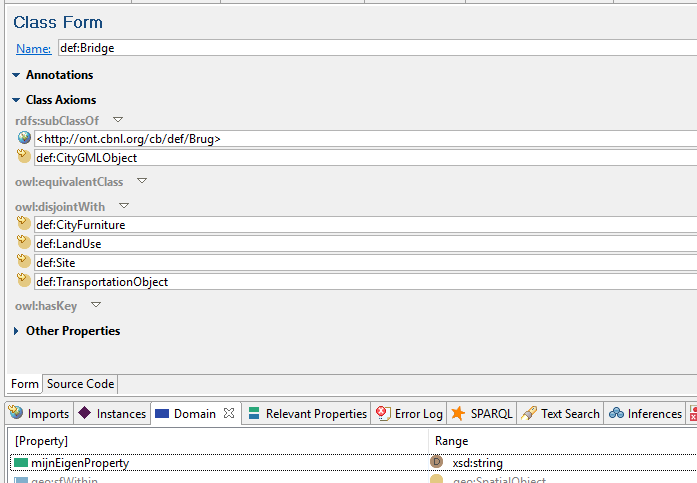 Class Form
Name: def:Bridge
Annotations
Class Axioms
rdfs:subClassOf
<http://ont.cbnl.org/cb/def/Brug>
def:CityGMLObject
owl:equivalentClass
owl:disjointWith
def:CityFurniture
def:LandUse
def:Site
def:TransportationObject
owl:hasKey
Other Properties
Form Source Code
Imports Instances Domain Relevant Properties Error Log SPARQL Text Search Inferences
[Property] Range
mijnEigenProperty D xsd:string
geo:sfWithin geo:SpatialObject